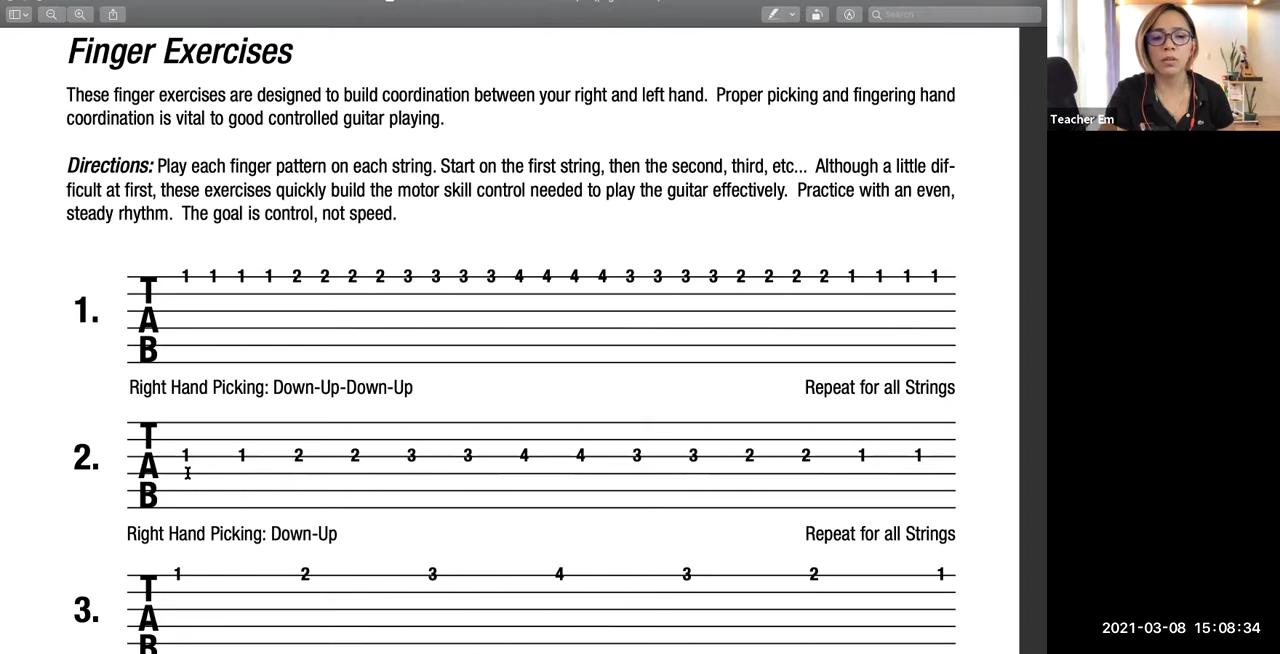 Search
Finger Exercises
These finger exercises are designed to build coordination between your right and left hand. Proper picking and fingering hand
coordination is vital to good controlled guitar playing.
Directions: Play each finger pattern on each string. Start on the first string, then the second, third, etc... Although a little dif-
ficult at first, these exercises quickly build the motor skill control needed to play the guitar effectively. Practice with an even,
steady rhythm. The goal is control, not speed.
1.
TAB
1 1 1 1 2 2 2 2 3 3 3 3 4 4 4 4 3 3 3 3 2 2 2 2 1 1 1 1
Right Hand Picking: Down-Up-Down-Up Repeat for all Strings
2.
TAB
1 1 2 2 3 3 4 4 3 3 2 2 1 1
Right Hand Picking: Down-Up Repeat for all Strings
3.
TAB
1 2 3 4 3 2 1
Teacher Em
2021-03-08 15:08:34